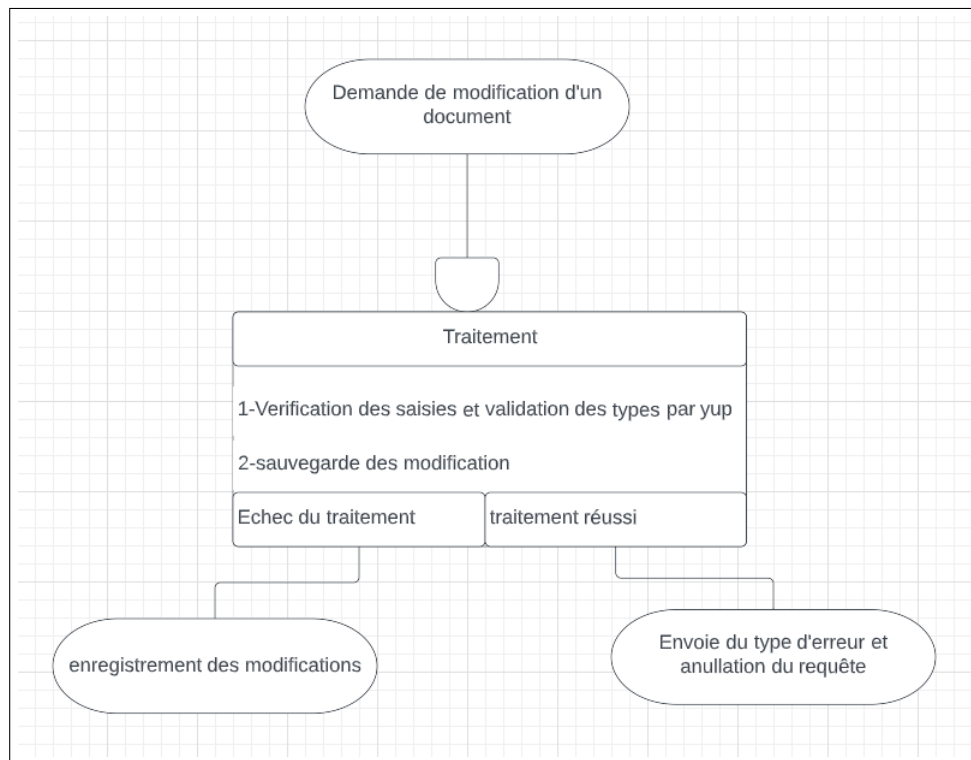 Demande de modification d'un
document
Traitement
1-Verification des saisies et validation des types par yup
2-sauvegarde des modification
Echec du traitement
traitement réussi
enregistrement des modifications
Envoie du type d'erreur et
anullation du requête